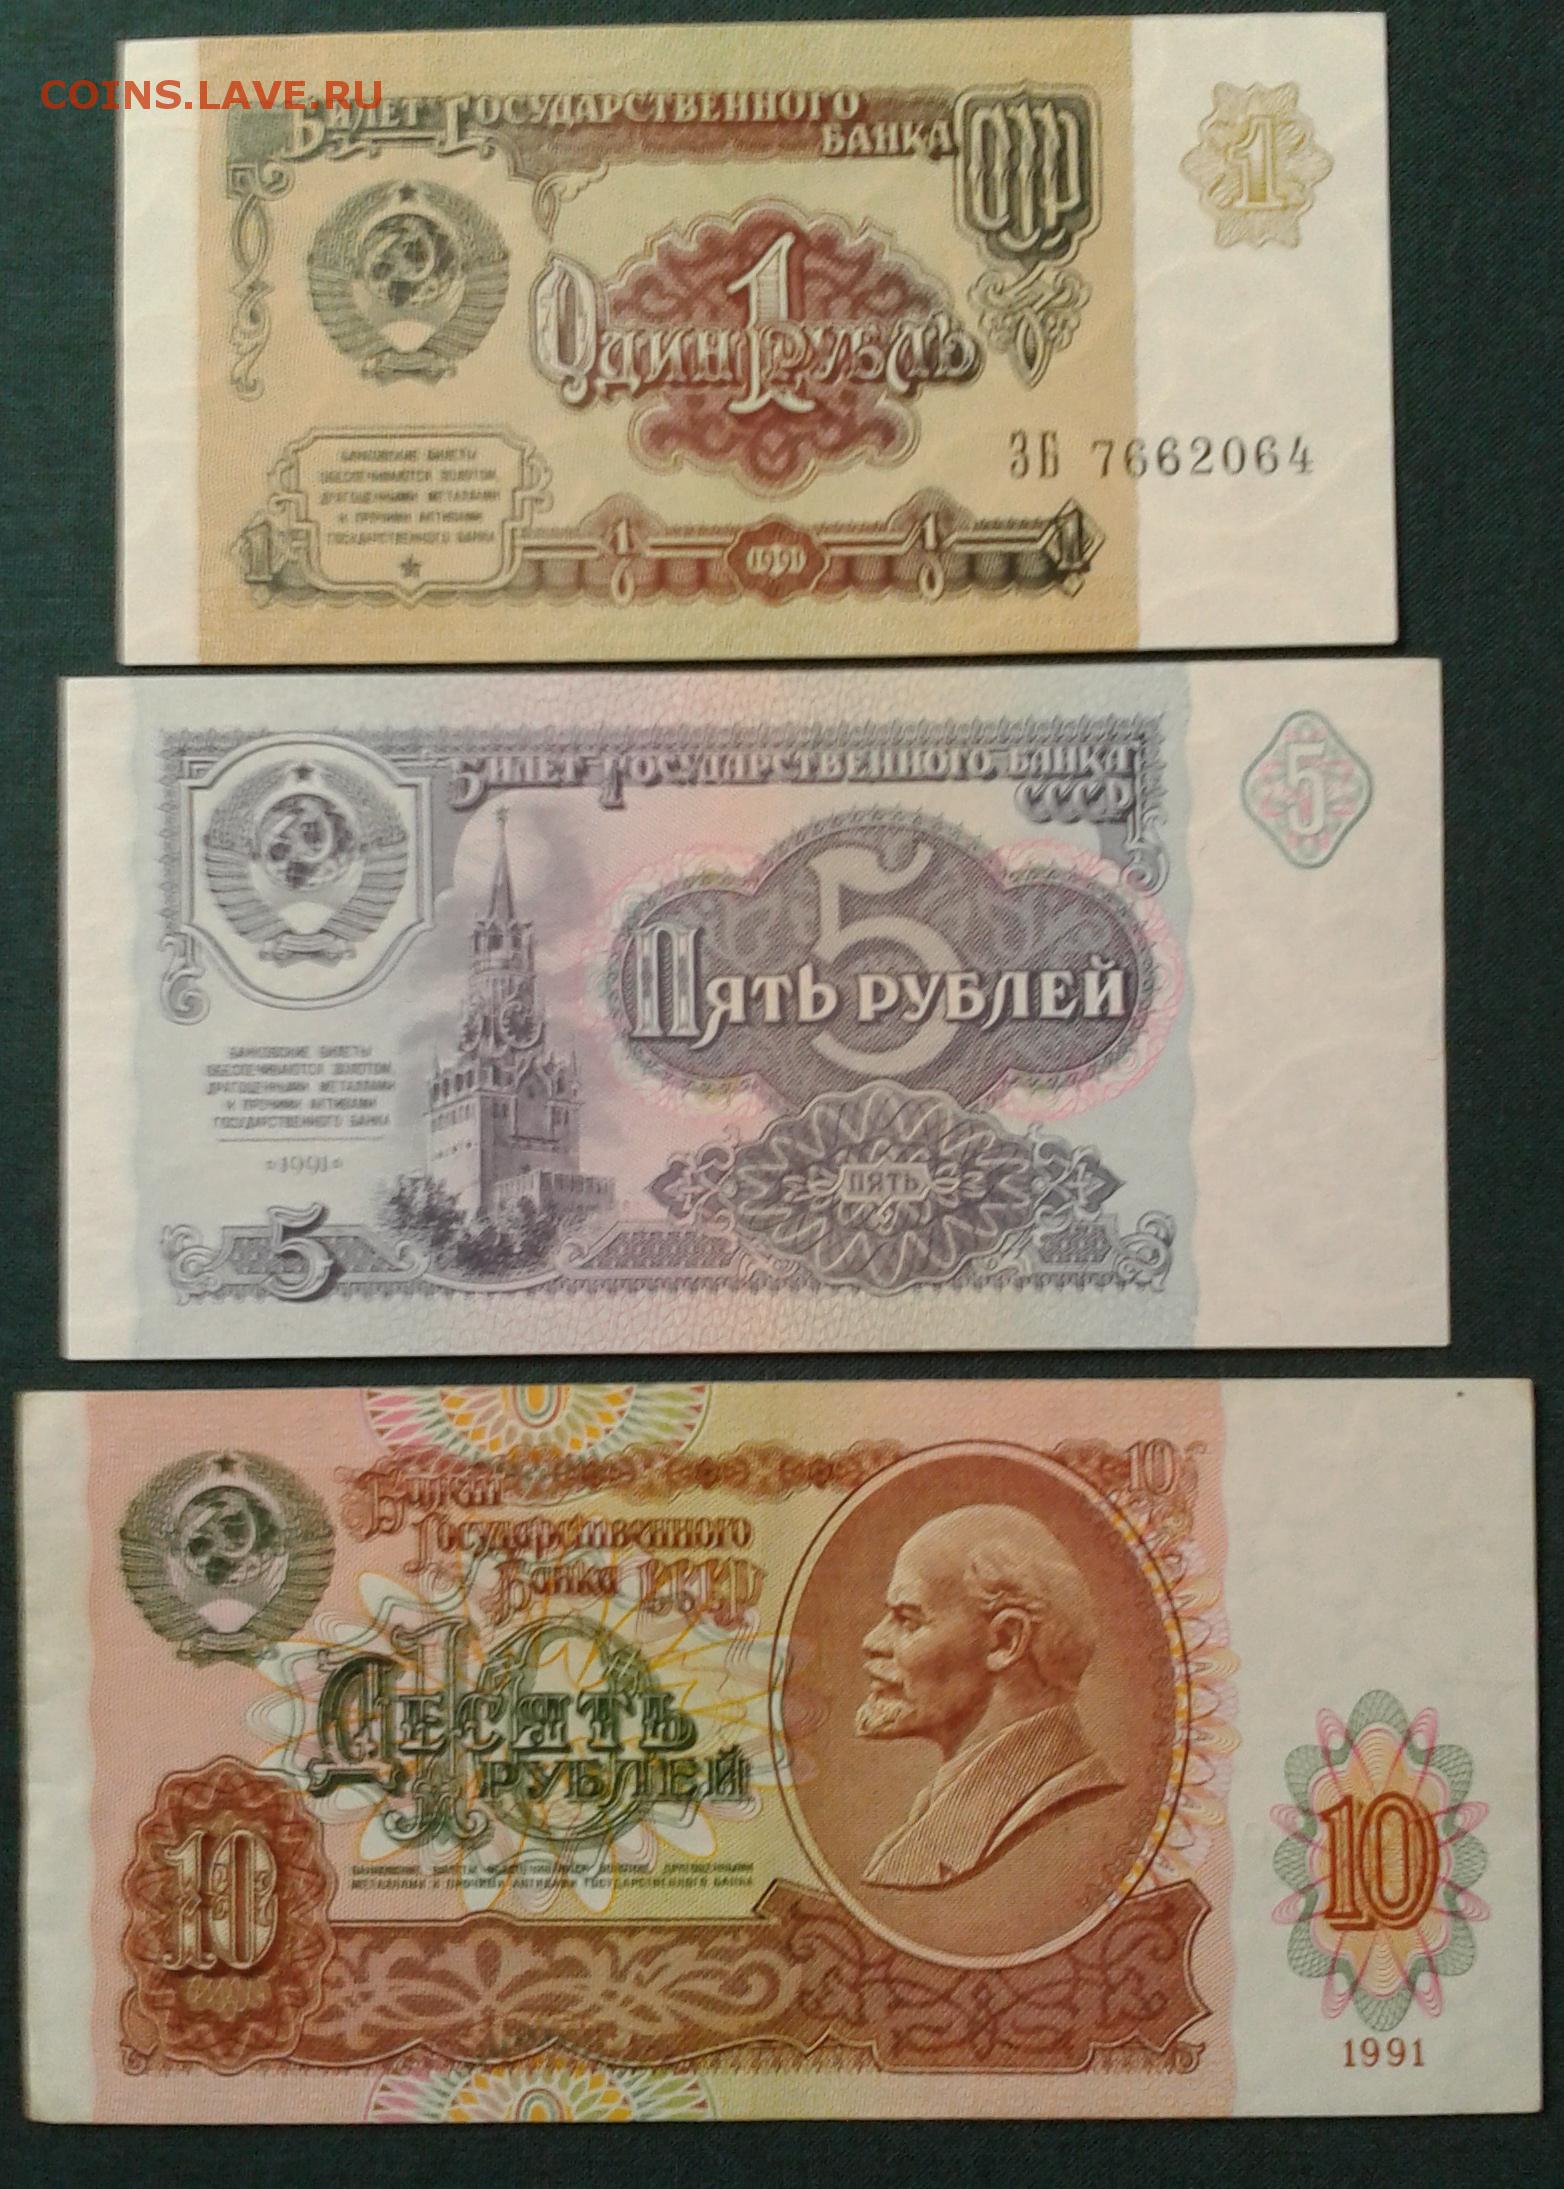 COINS.LAVE.RU
БИЛЕТ ГОСУДАРСТВЕННОГО
БАНКА
1
1
ОДИН РУБЛЬ
ЗБ 7662064
БАНКОВСКИЕ БИЛЕТЫ
ОБЕСПЕЧИВАЮТСЯ ЗОЛОТОМ,
ДРАГОЦЕННЫМИ МЕТАЛЛАМИ
И ПРОЧИМИ АКТИВАМИ
ГОСУДАРСТВЕННОГО БАНКА
1 1 1991 1 1
БИЛЕТ ГОСУДАРСТВЕННОГО БАНКА
СССР
5
5
ПЯТЬ РУБЛЕЙ
БАНКОВСКИЕ БИЛЕТЫ
ОБЕСПЕЧИВАЮТСЯ ЗОЛОТОМ,
ДРАГОЦЕННЫМИ МЕТАЛЛАМИ
И ПРОЧИМИ АКТИВАМИ
ГОСУДАРСТВЕННОГО БАНКА
1991
ПЯТЬ
5
Билет
Государственного
Банка СССР
10
10
ДЕСЯТЬ
РУБЛЕЙ
БАНКОВСКИЕ БИЛЕТЫ ОБЕСПЕЧИВАЮТСЯ ЗОЛОТОМ, ДРАГОЦЕННЫМИ
МЕТАЛЛАМИ И ПРОЧИМИ АКТИВАМИ ГОСУДАРСТВЕННОГО БАНКА
10
10
1991